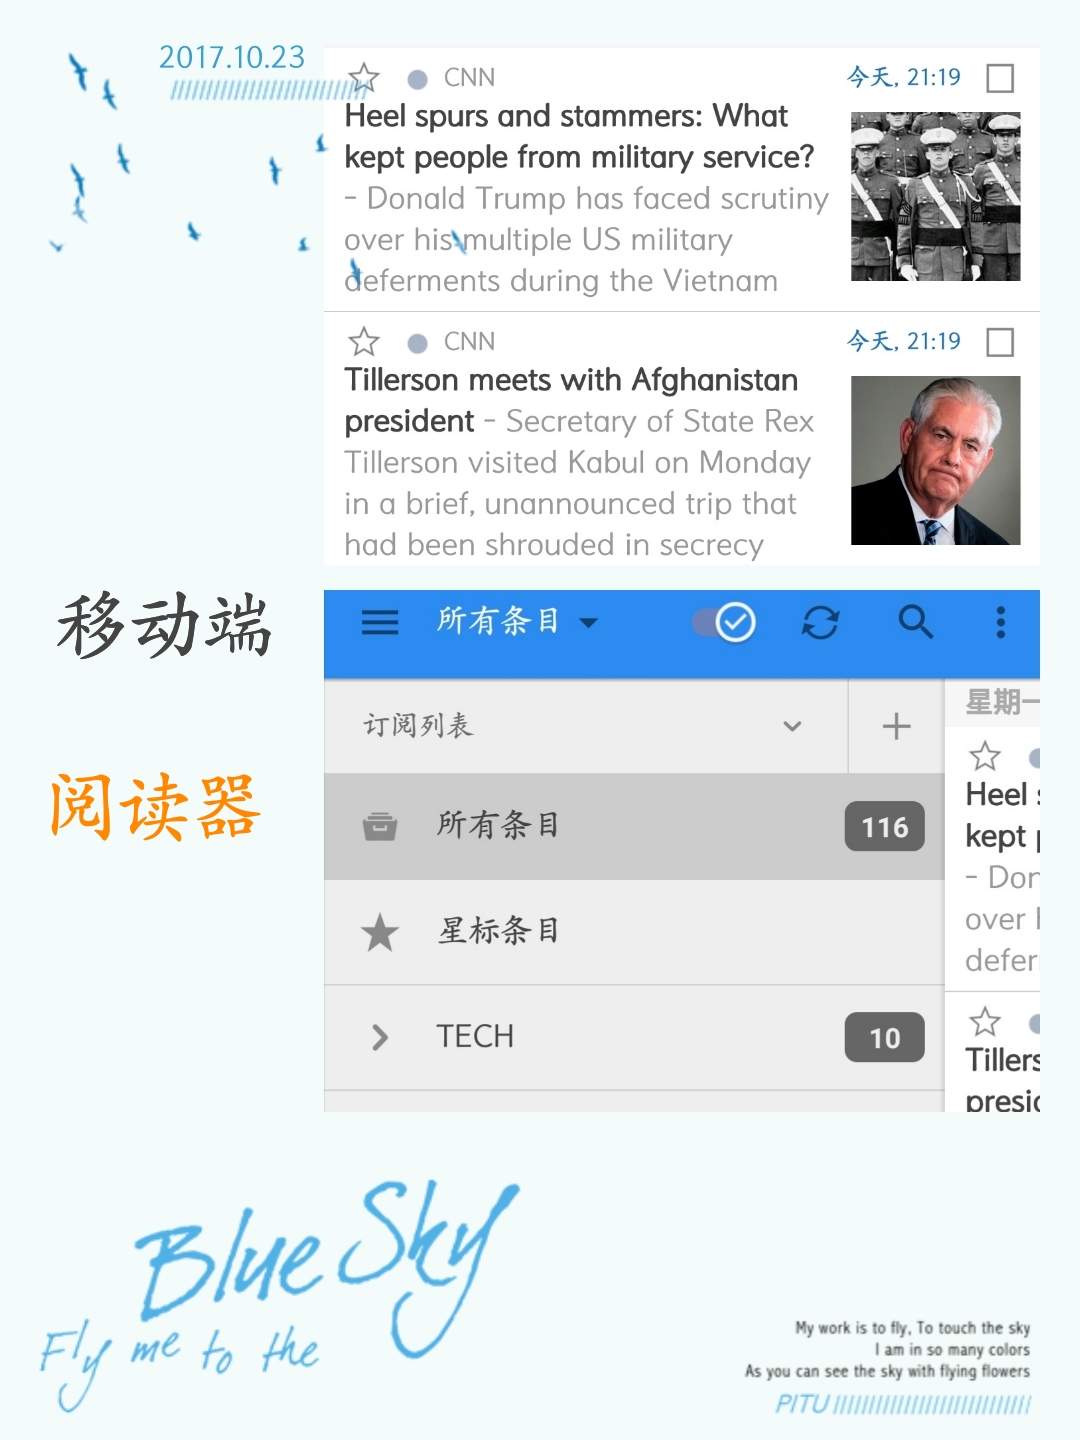 2017.10.23
CNN
今天, 21:19
Heel spurs and stammers: What
kept people from military service?
- Donald Trump has faced scrutiny
over his multiple US military
deferments during the Vietnam
CNN
今天, 21:19
Tillerson meets with Afghanistan
president - Secretary of State Rex
Tillerson visited Kabul on Monday
in a brief, unannounced trip that
had been shrouded in secrecy
移动端
阅读器
所有条目
订阅列表
所有条目
116
星标条目
TECH
10
星期一
Heel s
kept p
- Don
over h
defer
Tillers
presid
Blue Sky
Fly me to the
My work is to fly, To touch the sky
I am in so many colors
As you can see the sky with flying flowers
PITU